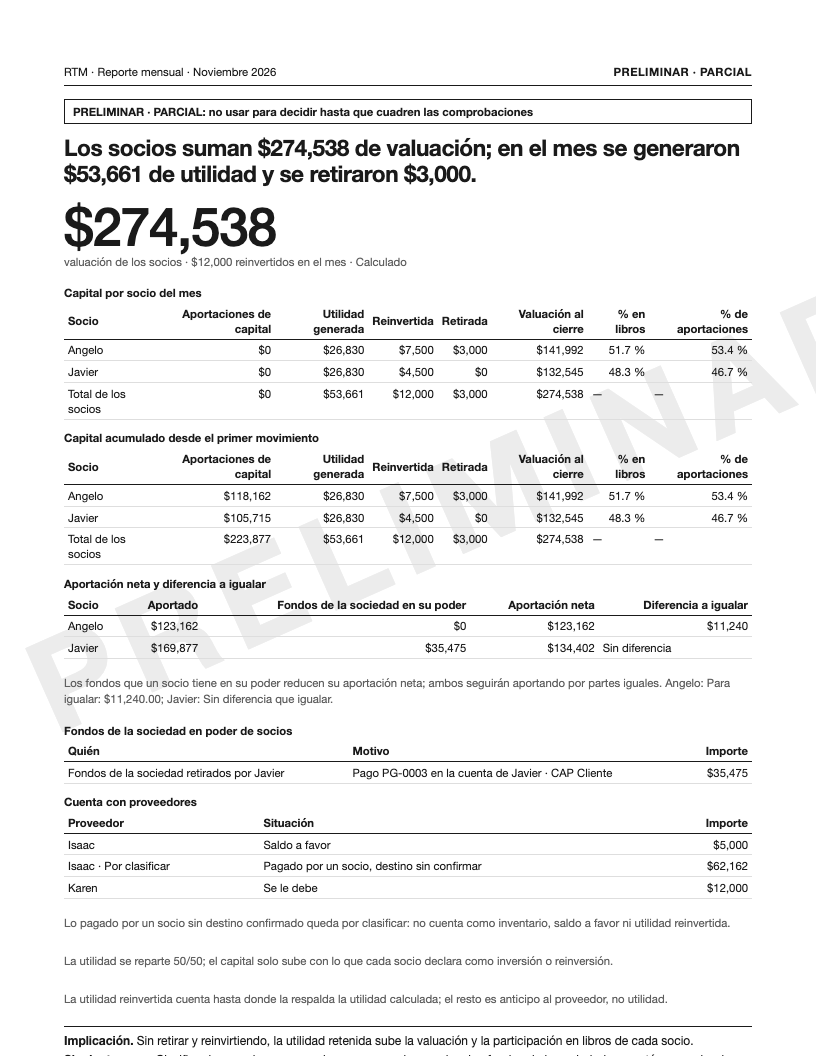 RTM · Reporte mensual · Noviembre 2026 PRELIMINAR · PARCIAL
PRELIMINAR · PARCIAL: no usar para decidir hasta que cuadren las comprobaciones
Los socios suman $274,538 de valuación; en el mes se generaron
$53,661 de utilidad y se retiraron $3,000.
$274,538
valuación de los socios · $12,000 reinvertidos en el mes · Calculado
Capital por socio del mes
Socio Aportaciones de capital Utilidad generada Reinvertida Retirada Valuación al cierre % en libros % de aportaciones
Angelo $0 $26,830 $7,500 $3,000 $141,992 51.7 % 53.4 %
Javier $0 $26,830 $4,500 $0 $132,545 48.3 % 46.7 %
Total de los socios $0 $53,661 $12,000 $3,000 $274,538 — —
Capital acumulado desde el primer movimiento
Socio Aportaciones de capital Utilidad generada Reinvertida Retirada Valuación al cierre % en libros % de aportaciones
Angelo $118,162 $26,830 $7,500 $3,000 $141,992 51.7 % 53.4 %
Javier $105,715 $26,830 $4,500 $0 $132,545 48.3 % 46.7 %
Total de los socios $223,877 $53,661 $12,000 $3,000 $274,538 — —
Aportación neta y diferencia a igualar
Socio Aportado Fondos de la sociedad en su poder Aportación neta Diferencia a igualar
Angelo $123,162 $0 $123,162 $11,240
Javier $169,877 $35,475 $134,402 Sin diferencia
Los fondos que un socio tiene en su poder reducen su aportación neta; ambos seguirán aportando por partes iguales. Angelo: Para
igualar: $11,240.00; Javier: Sin diferencia que igualar.
Fondos de la sociedad en poder de socios
Quién Motivo Importe
Fondos de la sociedad retirados por Javier Pago PG-0003 en la cuenta de Javier · CAP Cliente $35,475
Cuenta con proveedores
Proveedor Situación Importe
Isaac Saldo a favor $5,000
Isaac · Por clasificar Pagado por un socio, destino sin confirmar $62,162
Karen Se le debe $12,000
Lo pagado por un socio sin destino confirmado queda por clasificar: no cuenta como inventario, saldo a favor ni utilidad reinvertida.
La utilidad se reparte 50/50; el capital solo sube con lo que cada socio declara como inversión o reinversión.
La utilidad reinvertida cuenta hasta donde la respalda la utilidad calculada; el resto es anticipo al proveedor, no utilidad.
Implicación. Sin retirar y reinvirtiendo, la utilidad retenida sube la valuación y la participación en libros de cada socio.